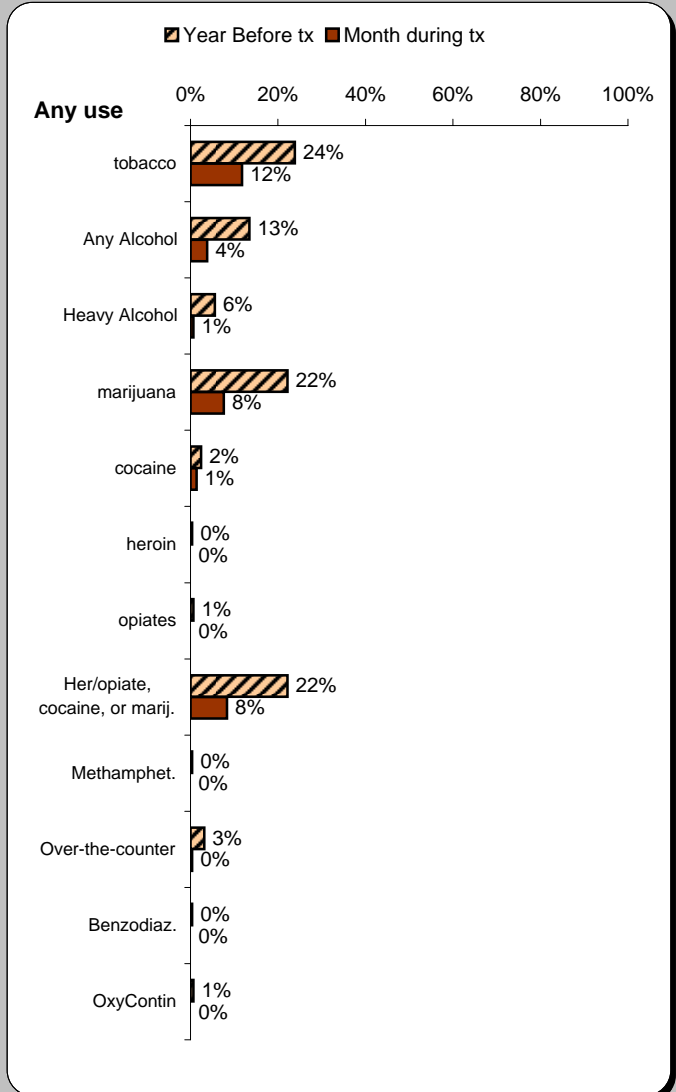 Year Before tx Month during tx
0% 20% 40% 60% 80% 100%
Any use
tobacco 24%
12%
Any Alcohol 13%
4%
Heavy Alcohol 6%
1%
marijuana 22%
8%
cocaine 2%
1%
heroin 0%
0%
opiates 1%
0%
Her/opiate, 22%
cocaine, or marij. 8%
Methamphet. 0%
0%
Over-the-counter 3%
0%
Benzodiaz. 0%
0%
OxyContin 1%
0%